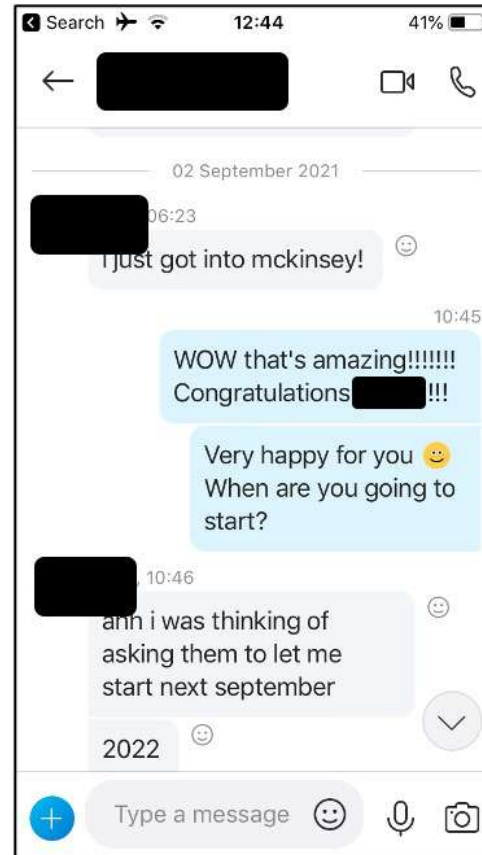 Search 12:44 41%
02 September 2021
06:23
I just got into mckinsey!
10:45
WOW that's amazing!!!!!!!
Congratulations !!!
Very happy for you 🙂
When are you going to
start?
, 10:46
ahh i was thinking of
asking them to let me
start next september
2022
Type a message